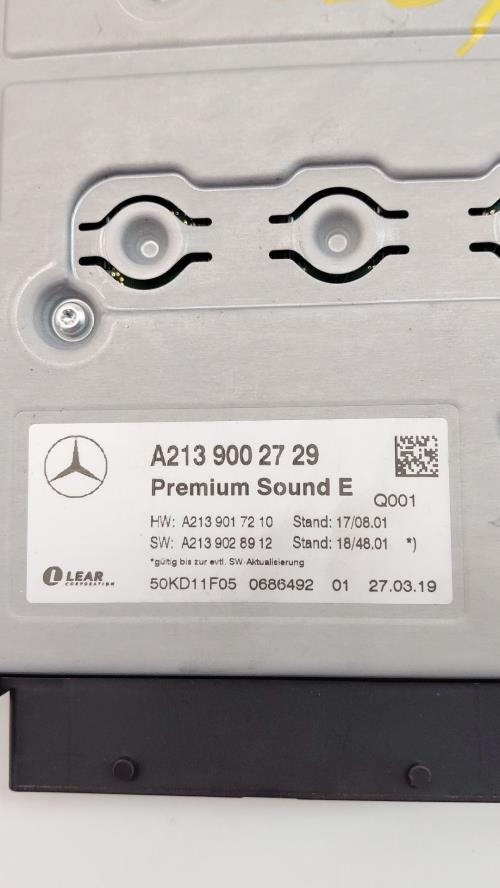 A213 900 27 29
Premium Sound E
Q001
HW: A213 901 72 10 Stand: 17/08.01
SW: A213 902 89 12 Stand: 18/48.01 *)
*gültig bis zur evtl. SW-Aktualisierung
LEAR
CORPORATION
50KD11F05 0686492 01 27.03.19